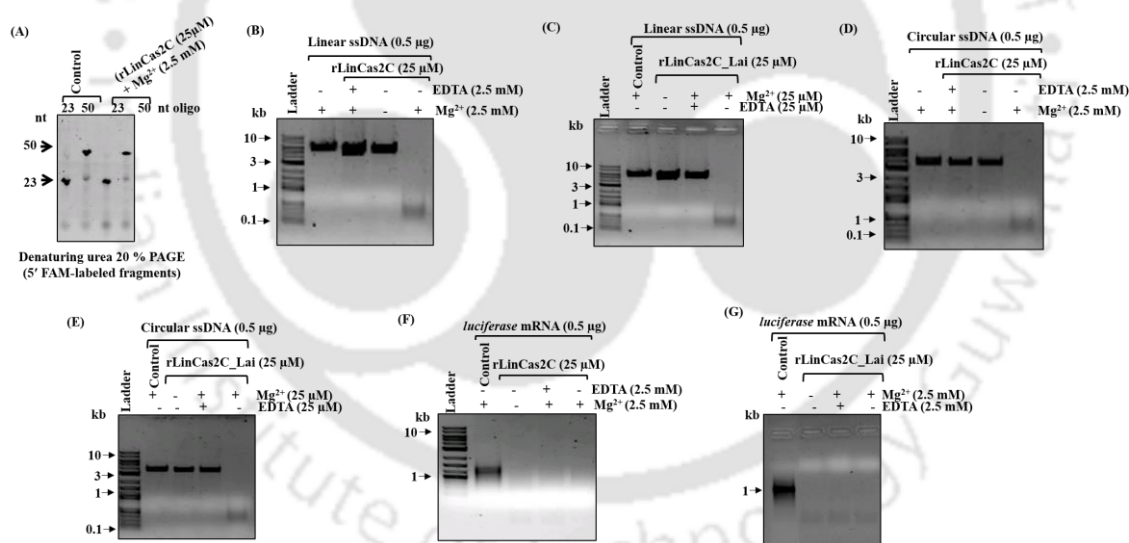 (A)
Control
(rLinCas2C (25µM)
+ Mg²⁺ (2.5 mM)
23 50 23 50 nt oligo
nt
50
23
Denaturing urea 20 % PAGE
(5′ FAM-labeled fragments)
(B)
Linear ssDNA (0.5 µg)
rLinCas2C (25 µM)
Ladder
- + - - EDTA (2.5 mM)
+ + - + Mg²⁺ (2.5 mM)
kb
10
3
1
0.1
(C)
Linear ssDNA (0.5 µg)
rLinCas2C_Lai (25 µM)
Ladder
Control
+ - + + Mg²⁺ (25 µM)
- - + - EDTA (25 µM)
kb
10
3
1
0.1
(D)
Circular ssDNA (0.5 µg)
rLinCas2C (25 µM)
Ladder
- + - - EDTA (2.5 mM)
+ + - + Mg²⁺ (2.5 mM)
kb
10
3
1
0.1
(E)
Circular ssDNA (0.5 µg)
rLinCas2C_Lai (25 µM)
Ladder
Control
+ - + + Mg²⁺ (25 µM)
- - + - EDTA (25 µM)
kb
10
3
1
0.1
(F)
luciferase mRNA (0.5 µg)
rLinCas2C (25 µM)
Ladder
Control
- - + - EDTA (2.5 mM)
+ - + + Mg²⁺ (2.5 mM)
kb
10
1
(G)
luciferase mRNA (0.5 µg)
rLinCas2C_Lai (25 µM)
Control
+ - + + Mg²⁺ (2.5 mM)
- - + - EDTA (2.5 mM)
kb
1